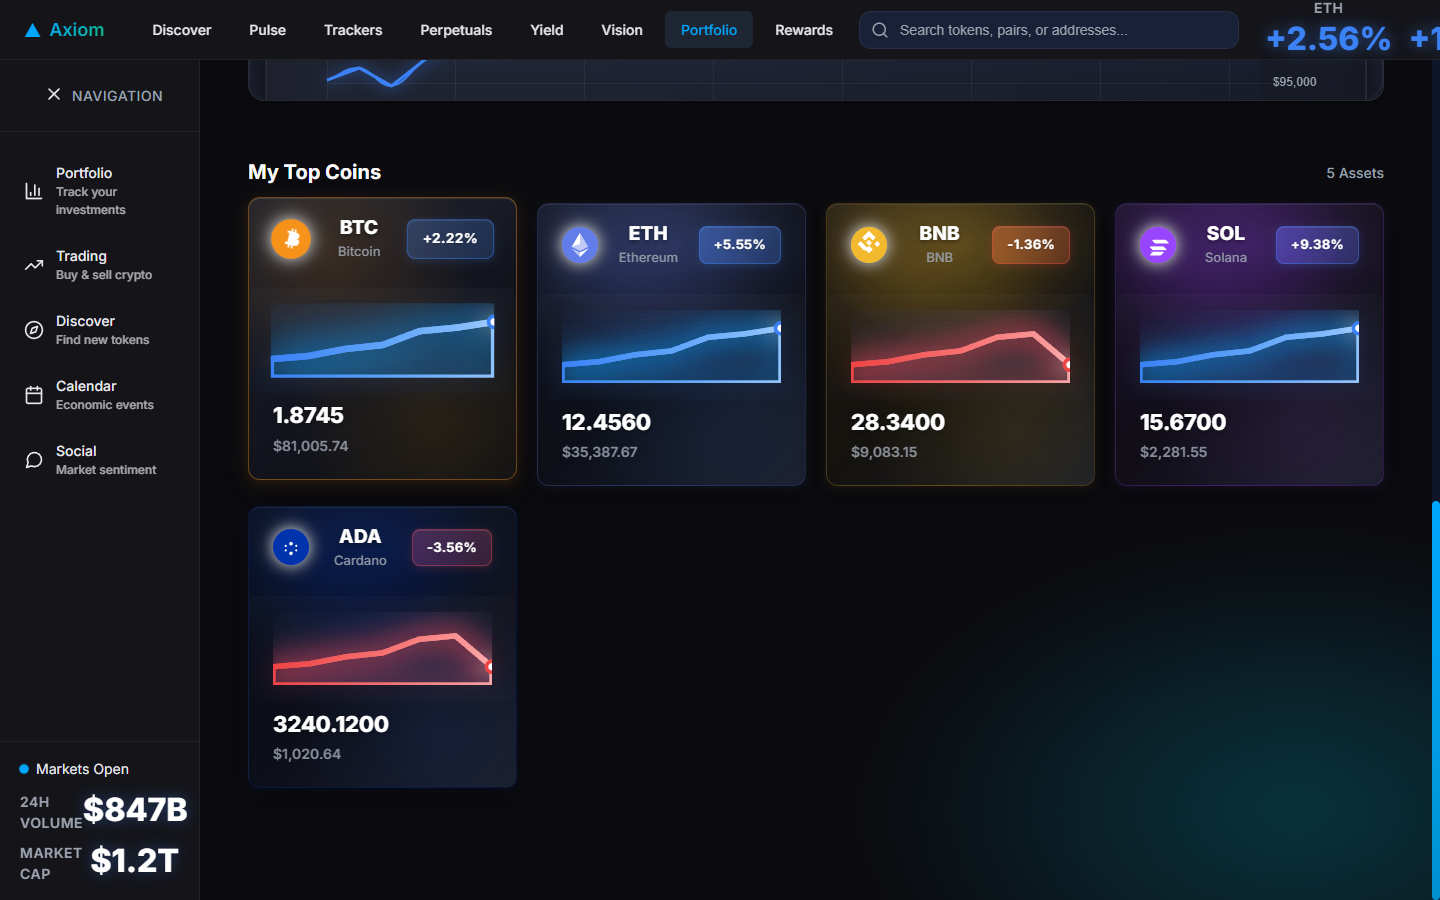 Axiom
Discover
Pulse
Trackers
Perpetuals
Yield
Vision
Portfolio
Rewards
Search tokens, pairs, or addresses...
ETH
+2.56%
+1
NAVIGATION
Portfolio
Track your
investments
Trading
Buy & sell crypto
Discover
Find new tokens
Calendar
Economic events
Social
Market sentiment
Markets Open
24H
VOLUME
$847B
MARKET
CAP
$1.2T
$95,000
My Top Coins
5 Assets
BTC
Bitcoin
+2.22%
1.8745
$81,005.74
ETH
Ethereum
+5.55%
12.4560
$35,387.67
BNB
BNB
-1.36%
28.3400
$9,083.15
SOL
Solana
+9.38%
15.6700
$2,281.55
ADA
Cardano
-3.56%
3240.1200
$1,020.64